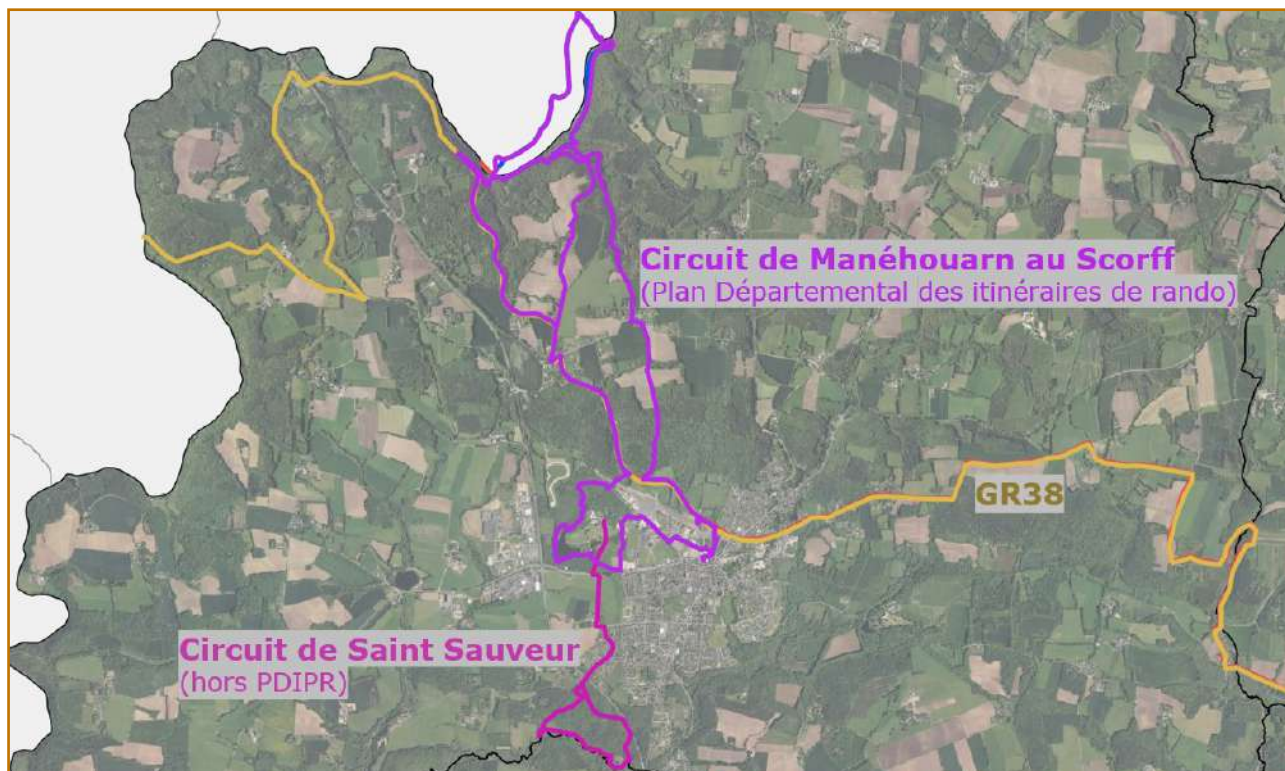 Circuit de Manéhouarn au Scorff
(Plan Départemental des itinéraires de rando)
GR38
Circuit de Saint Sauveur
(hors PDIPR)